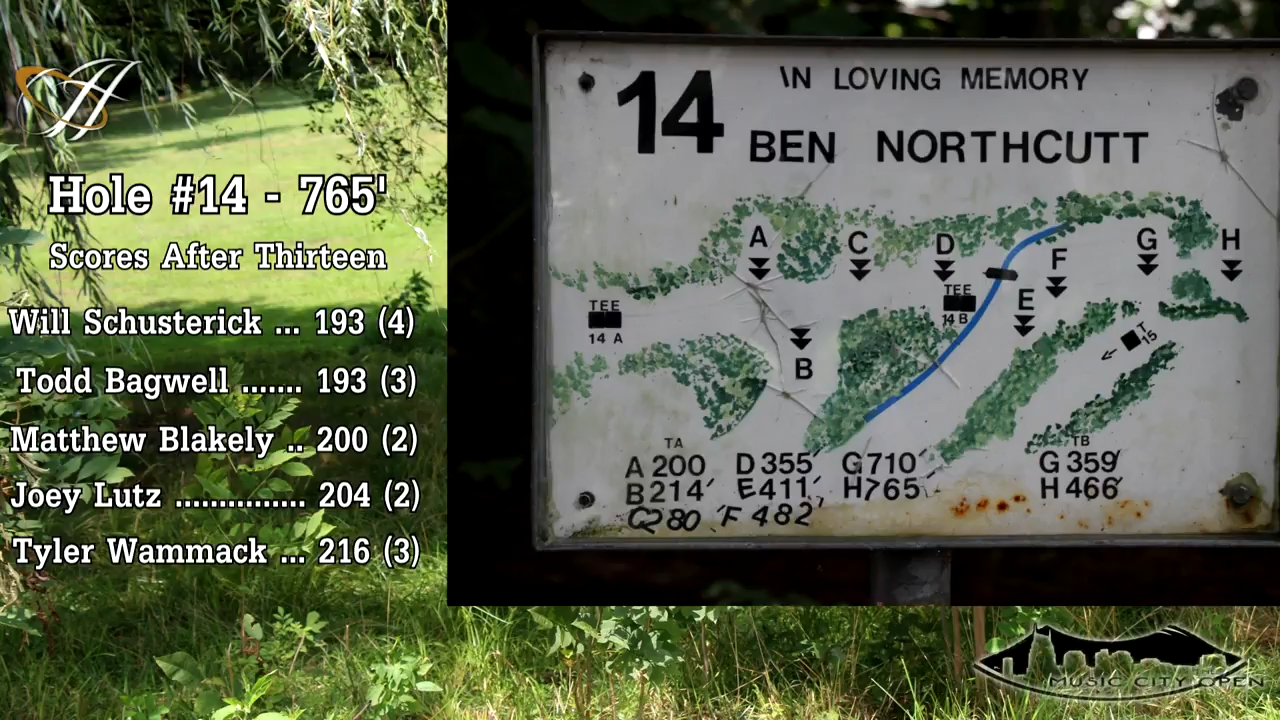 Hole #14 - 765'
Scores After Thirteen
Will Schusterick ... 193 (4)
Todd Bagwell ....... 193 (3)
Matthew Blakely .. 200 (2)
Joey Lutz ............... 204 (2)
Tyler Wammack ... 216 (3)
14
IN LOVING MEMORY
BEN NORTHCUTT
A
C
D
F
G
H
E
B
TEE
14 A
TEE
14 B
T
15
TA
A 200 D 355' G 710'
B 214' E 411' H 765'
C 280 'F 482'
TB
G 359'
H 466'
MUSIC CITY OPEN